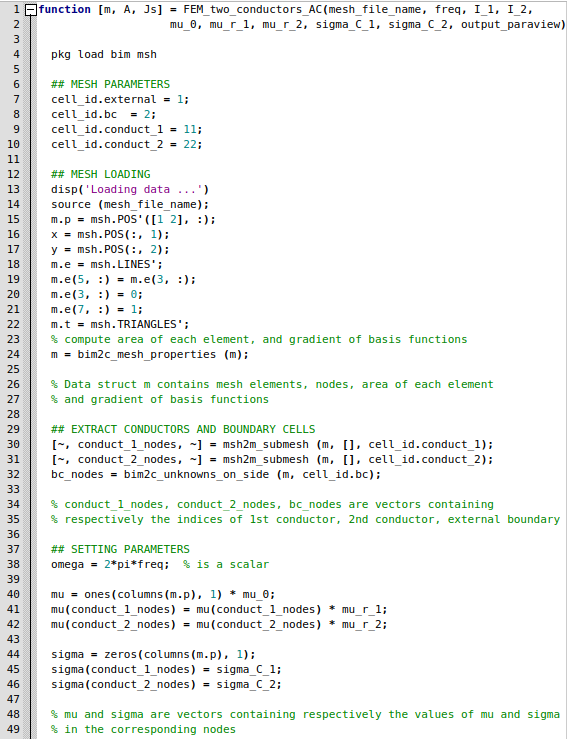 1 function [m, A, Js] = FEM_two_conductors_AC(mesh_file_name, freq, I_1, I_2,
2 mu_0, mu_r_1, mu_r_2, sigma_C_1, sigma_C_2, output_paraview)
3
4 pkg load bim msh
5
6 ## MESH PARAMETERS
7 cell_id.external = 1;
8 cell_id.bc = 2;
9 cell_id.conduct_1 = 11;
10 cell_id.conduct_2 = 22;
11
12 ## MESH LOADING
13 disp('Loading data ...')
14 source (mesh_file_name);
15 m.p = msh.POS'([1 2], :);
16 x = msh.POS(:, 1);
17 y = msh.POS(:, 2);
18 m.e = msh.LINES';
19 m.e(5, :) = m.e(3, :);
20 m.e(3, :) = 0;
21 m.e(7, :) = 1;
22 m.t = msh.TRIANGLES';
23 % compute area of each element, and gradient of basis functions
24 m = bim2c_mesh_properties (m);
25
26 % Data struct m contains mesh elements, nodes, area of each element
27 % and gradient of basis functions
28
29 ## EXTRACT CONDUCTORS AND BOUNDARY CELLS
30 [~, conduct_1_nodes, ~] = msh2m_submesh (m, [], cell_id.conduct_1);
31 [~, conduct_2_nodes, ~] = msh2m_submesh (m, [], cell_id.conduct_2);
32 bc_nodes = bim2c_unknowns_on_side (m, cell_id.bc);
33
34 % conduct_1_nodes, conduct_2_nodes, bc_nodes are vectors containing
35 % respectively the indices of 1st conductor, 2nd conductor, external boundary
36
37 ## SETTING PARAMETERS
38 omega = 2*pi*freq; % is a scalar
39
40 mu = ones(columns(m.p), 1) * mu_0;
41 mu(conduct_1_nodes) = mu(conduct_1_nodes) * mu_r_1;
42 mu(conduct_2_nodes) = mu(conduct_2_nodes) * mu_r_2;
43
44 sigma = zeros(columns(m.p), 1);
45 sigma(conduct_1_nodes) = sigma_C_1;
46 sigma(conduct_2_nodes) = sigma_C_2;
47
48 % mu and sigma are vectors containing respectively the values of mu and sigma
49 % in the corresponding nodes